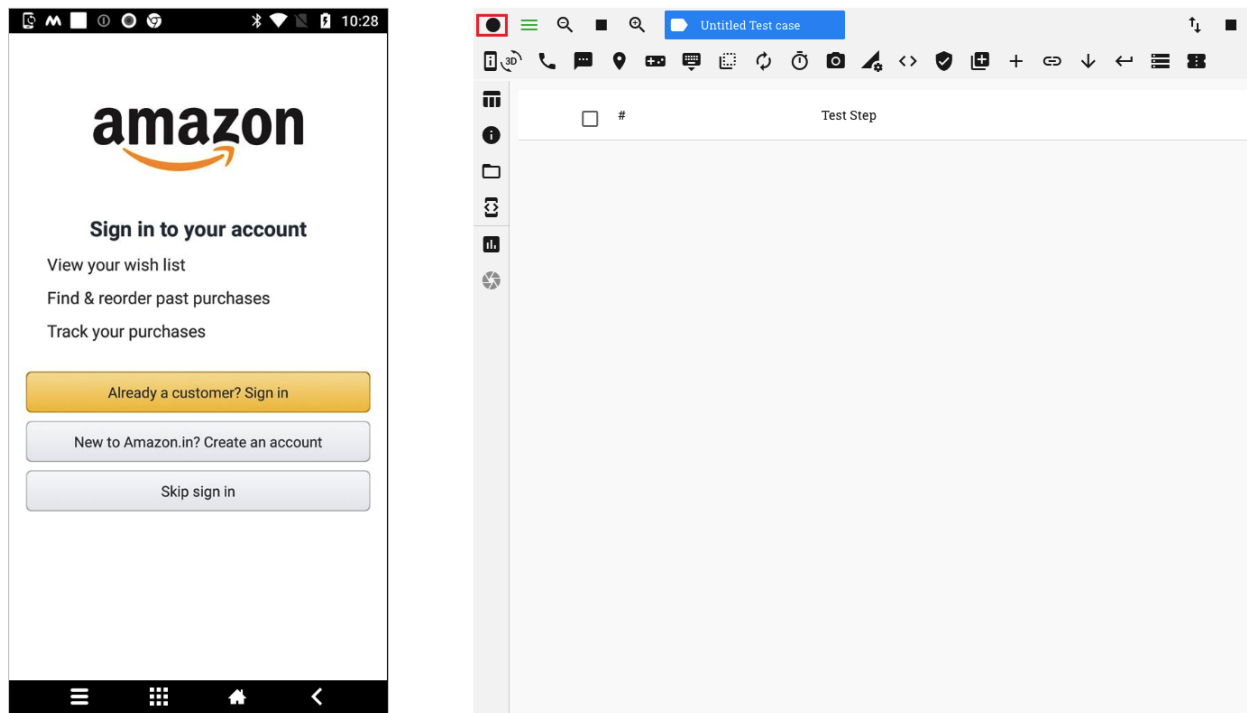 10:28
amazon
Sign in to your account
View your wish list
Find & reorder past purchases
Track your purchases
Already a customer? Sign in
New to Amazon.in? Create an account
Skip sign in
Untitled Test case
3D
# Test Step